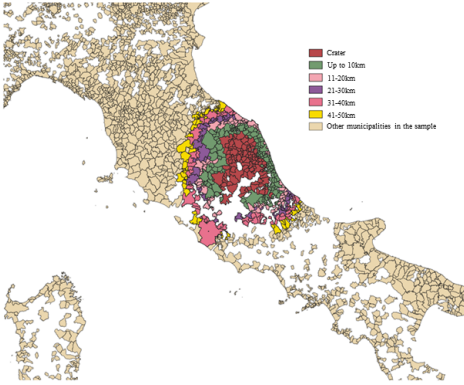 Crater
Up to 10km
11-20km
21-30km
31-40km
41-50km
Other municipalities in the sample